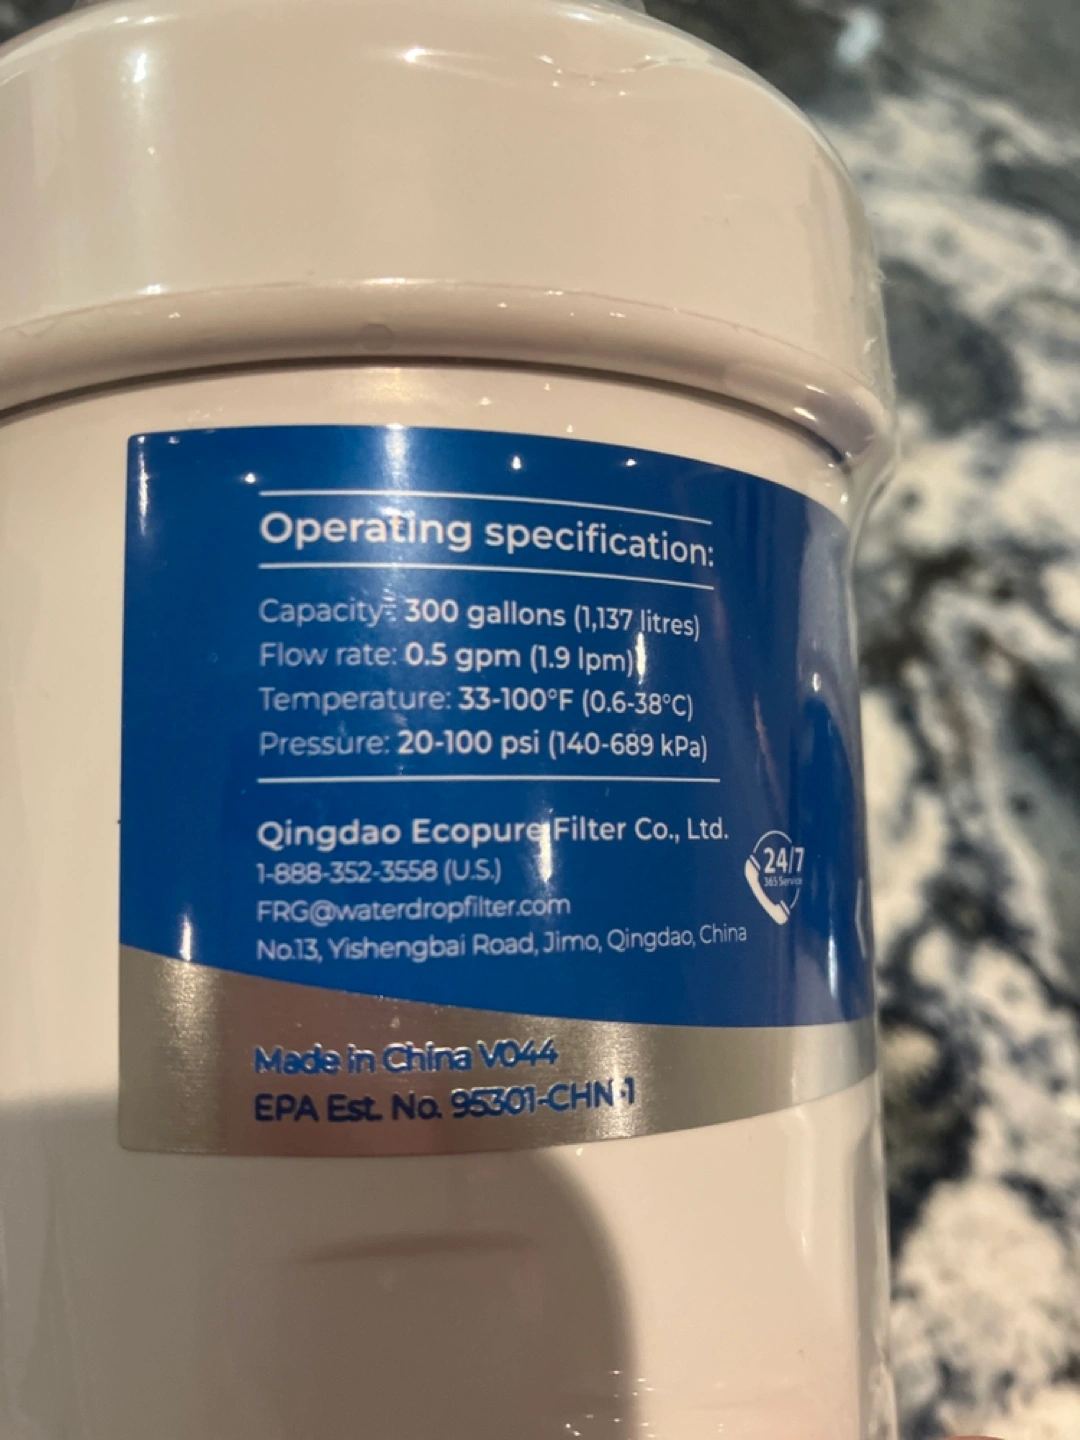 Operating specification:
Capacity: 300 gallons (1,137 litres)
Flow rate: 0.5 gpm (1.9 lpm)
Temperature: 33-100°F (0.6-38°C)
Pressure: 20-100 psi (140-689 kPa)
Qingdao Ecopure Filter Co., Ltd.
1-888-352-3558 (U.S.)
FRG@waterdropfilter.com
No.13, Yishengbai Road, Jimo, Qingdao, China
24/7
365 Service
Made in China V044
EPA Est. No. 95301-CHN-1